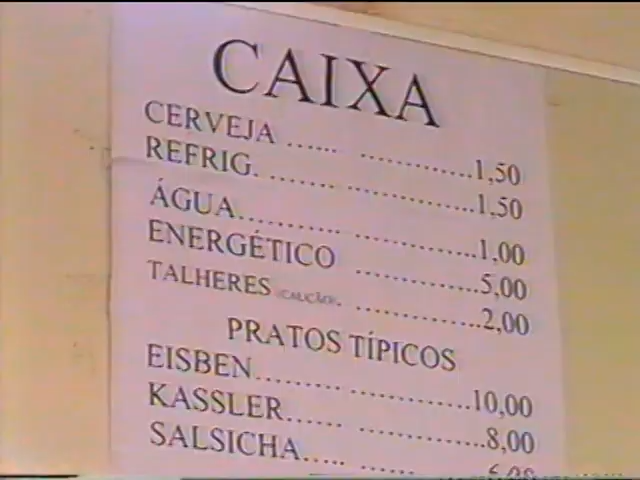 CAIXA
CERVEJA ...... ..............1,50
REFRIG. ....... ...............1,50
ÁGUA.......... ...............1,00
ENERGÉTICO ...............5,00
TALHERES (CAUÇÃO). ...............2,00
PRATOS TÍPICOS
EISBEN......... ...............10,00
KASSLER...... ...............8,00
SALSICHA.....